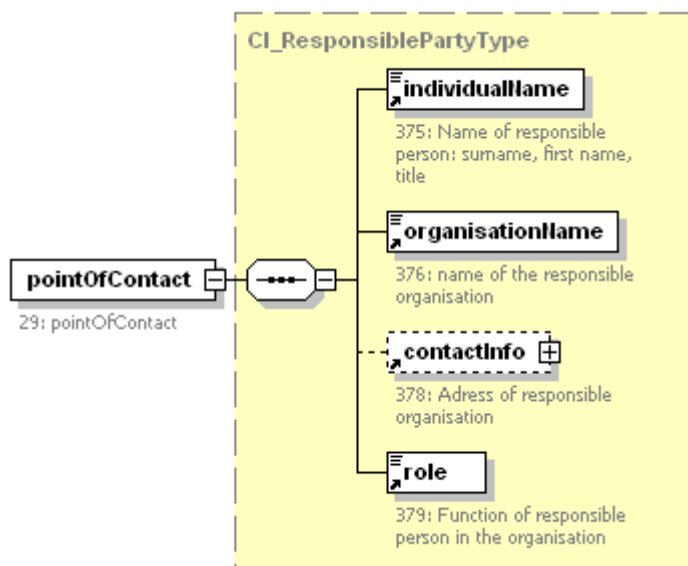 CI_ResponsiblePartyType
individualName
375: Name of responsible
person: surname, first name,
title
organisationName
376: name of the responsible
organisation
pointOfContact
29: pointOfContact
contactInfo
378: Adress of responsible
organisation
role
379: Function of responsible
person in the organisation